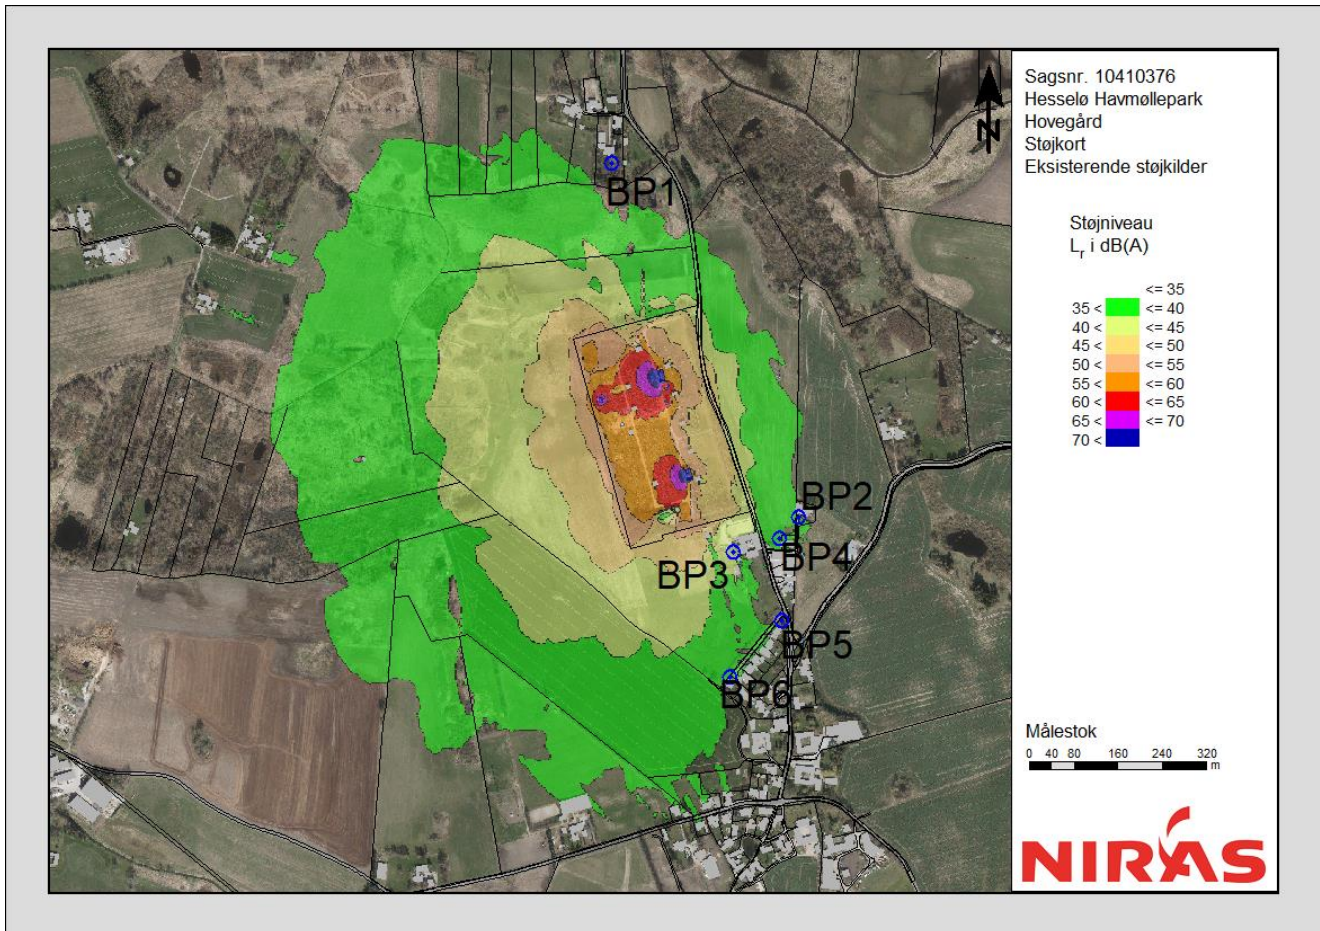 Sagsnr. 10410376
Hesselø Havmøllepark
Hovegård
Støjkort
Eksisterende støjkilder
N
Støjniveau
Lr i dB(A)
<= 35
35 < <= 40
40 < <= 45
45 < <= 50
50 < <= 55
55 < <= 60
60 < <= 65
65 < <= 70
70 <
BP1
BP2
BP4
BP3
BP5
BP6
Målestok
0 40 80 160 240 320
m
NIRAS